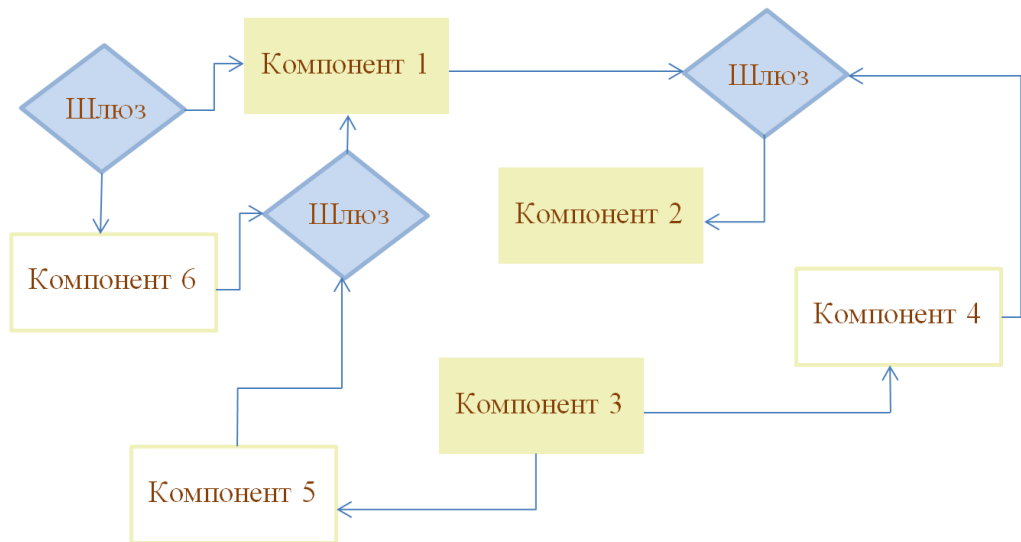 Компонент 1
Шлюз
Шлюз
Шлюз
Компонент 2
Компонент 6
Компонент 4
Компонент 3
Компонент 5